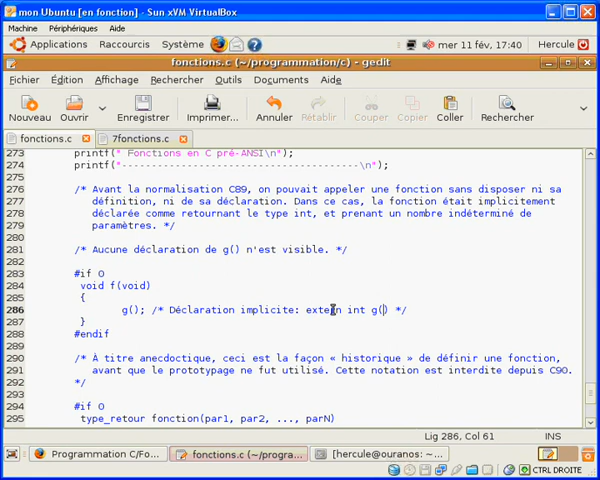 mon Ubuntu [en fonction] - Sun xVM VirtualBox
Machine Périphériques Aide
Applications Raccourcis Système mer 11 fév, 17:40 Hercule
fonctions.c (~/programmation/c) - gedit
Fichier Édition Affichage Rechercher Outils Documents Aide
Nouveau Ouvrir Enregistrer Imprimer... Annuler Rétablir Couper Copier Coller Rechercher
fonctions.c 7fonctions.c
273 printf(" Fonctions en C pré-ANSI\n");
274 printf("---------------------------------------\n");
275
276 /* Avant la normalisation C89, on pouvait appeler une fonction sans disposer ni sa
277 définition, ni de sa déclaration. Dans ce cas, la fonction était implicitement
278 déclarée comme retournant le type int, et prenant un nombre indéterminé de
279 paramètres. */
280
281 /* Aucune déclaration de g() n'est visible. */
282
283 #if 0
284 void f(void)
285 {
286 g(); /* Déclaration implicite: extern int g() */
287 }
288 #endif
289
290 /* À titre anecdoctique, ceci est la façon « historique » de définir une fonction,
291 avant que le prototypage ne fut utilisé. Cette notation est interdite depuis C90.
292 */
293
294 #if 0
295 type_retour fonction(par1, par2, ..., parN)
Lig 286, Col 61 INS
Programmation C/Fo... fonctions.c (~/progra... [hercule@ouranos: ~...
CTRL DROITE